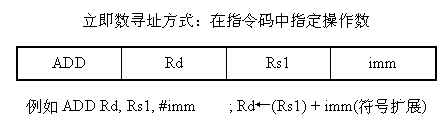 立即数寻址方式：在指令码中指定操作数
ADD Rd Rs1 imm
例如 ADD Rd, Rs1, #imm ; Rd←(Rs1) + imm(符号扩展)